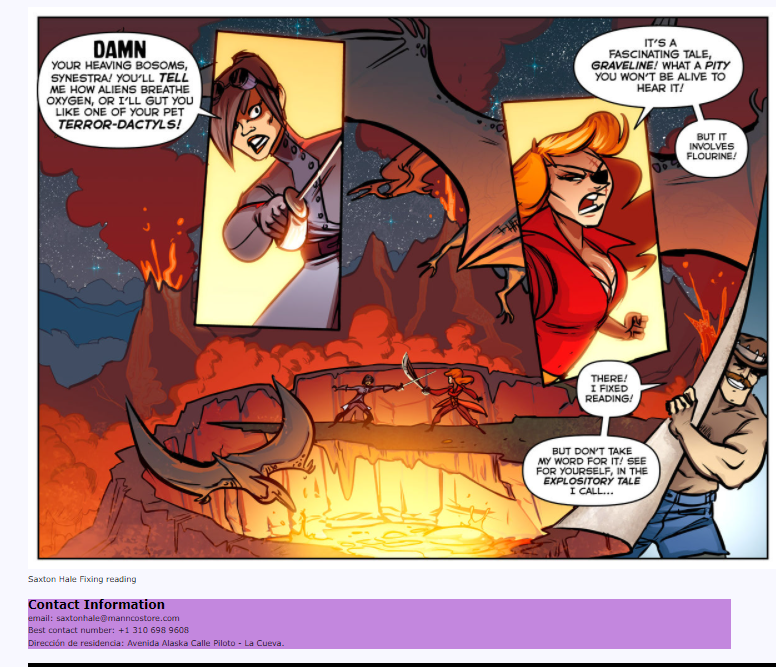 DAMN
YOUR HEAVING BOSOMS,
SYNESTRA! YOU'LL TELL
ME HOW ALIENS BREATHE
OXYGEN, OR I'LL GUT YOU
LIKE ONE OF YOUR PET
TERROR-DACTYLS!
IT'S A
FASCINATING TALE,
GRAVELINE! WHAT A PITY
YOU WON'T BE ALIVE TO
HEAR IT!
BUT IT
INVOLVES
FLOURINE!
THERE!
I FIXED
READING!
BUT DON'T TAKE
MY WORD FOR IT! SEE
FOR YOURSELF, IN THE
EXPLOSITORY TALE
I CALL...
Saxton Hale Fixing reading
Contact Information
email: saxtonhale@manncostore.com
Best contact number: +1 310 698 9608
Dirección de residencia: Avenida Alaska Calle Piloto - La Cueva.